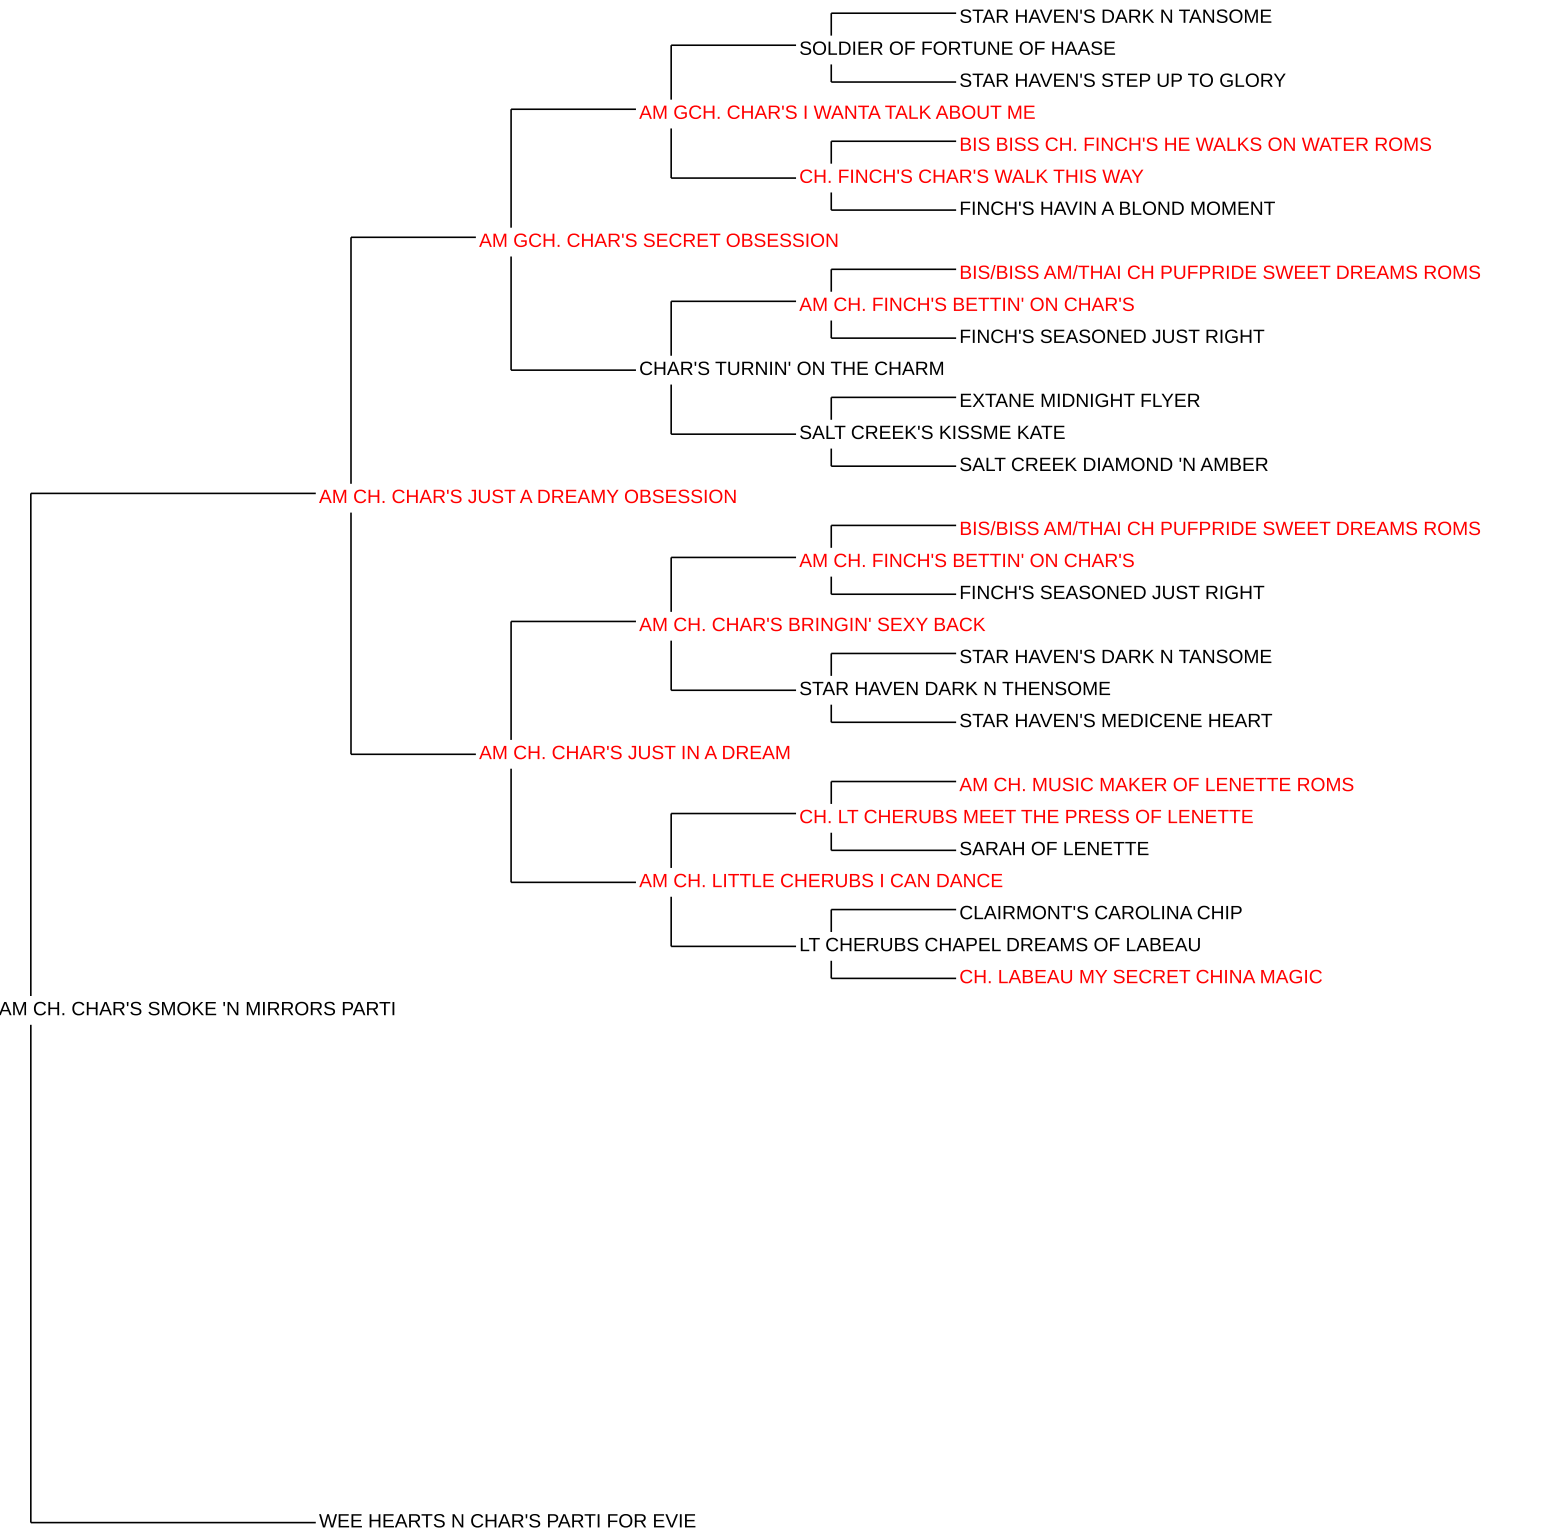 STAR HAVEN'S DARK N TANSOME
SOLDIER OF FORTUNE OF HAASE
STAR HAVEN'S STEP UP TO GLORY
AM GCH. CHAR'S I WANTA TALK ABOUT ME
BIS BISS CH. FINCH'S HE WALKS ON WATER ROMS
CH. FINCH'S CHAR'S WALK THIS WAY
FINCH'S HAVIN A BLOND MOMENT
AM GCH. CHAR'S SECRET OBSESSION
BIS/BISS AM/THAI CH PUFPRIDE SWEET DREAMS ROMS
AM CH. FINCH'S BETTIN' ON CHAR'S
FINCH'S SEASONED JUST RIGHT
CHAR'S TURNIN' ON THE CHARM
EXTANE MIDNIGHT FLYER
SALT CREEK'S KISSME KATE
SALT CREEK DIAMOND 'N AMBER
AM CH. CHAR'S JUST A DREAMY OBSESSION
BIS/BISS AM/THAI CH PUFPRIDE SWEET DREAMS ROMS
AM CH. FINCH'S BETTIN' ON CHAR'S
FINCH'S SEASONED JUST RIGHT
AM CH. CHAR'S BRINGIN' SEXY BACK
STAR HAVEN'S DARK N TANSOME
STAR HAVEN DARK N THENSOME
STAR HAVEN'S MEDICENE HEART
AM CH. CHAR'S JUST IN A DREAM
AM CH. MUSIC MAKER OF LENETTE ROMS
CH. LT CHERUBS MEET THE PRESS OF LENETTE
SARAH OF LENETTE
AM CH. LITTLE CHERUBS I CAN DANCE
CLAIRMONT'S CAROLINA CHIP
LT CHERUBS CHAPEL DREAMS OF LABEAU
CH. LABEAU MY SECRET CHINA MAGIC
AM CH. CHAR'S SMOKE 'N MIRRORS PARTI
WEE HEARTS N CHAR'S PARTI FOR EVIE